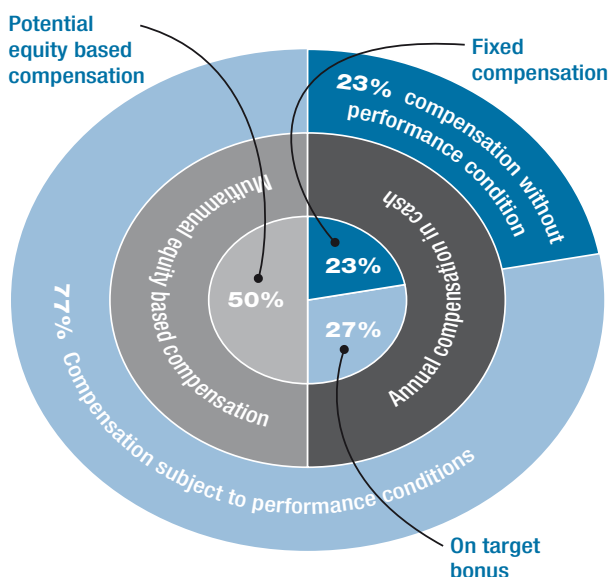 Potential
equity based
compensation
Fixed
compensation
23% compensation without
performance condition
Multiannual equity based compensation
Annual compensation in cash
23%
50%
27%
77% Compensation subject to performance conditions
On target
bonus